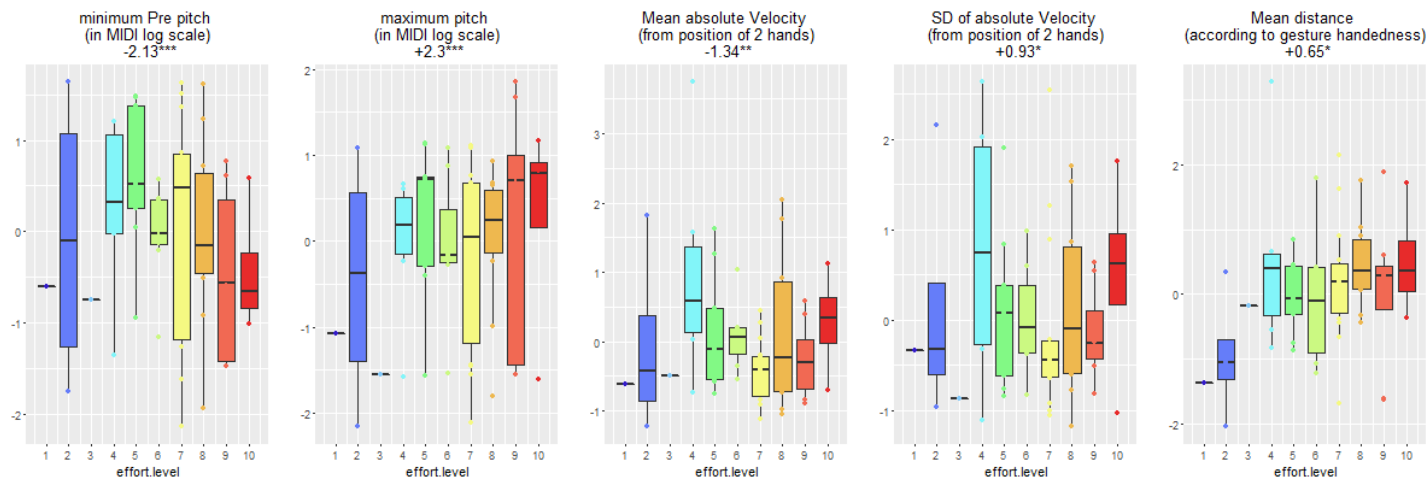 minimum Pre pitch
(in MIDI log scale)
-2.13***
maximum pitch
(in MIDI log scale)
+2.3***
Mean absolute Velocity
(from position of 2 hands)
-1.34**
SD of absolute Velocity
(from position of 2 hands)
+0.93*
Mean distance
(according to gesture handedness)
+0.65*
1
0
-1
-2
1 2 3 4 5 6 7 8 9 10
effort.level
2
1
0
-1
-2
1 2 3 4 5 6 7 8 9 10
effort.level
3
2
1
0
-1
1 2 3 4 5 6 7 8 9 10
effort.level
2
1
0
-1
1 2 3 4 5 6 7 8 9 10
effort.level
2
0
-2
1 2 3 4 5 6 7 8 9 10
effort.level